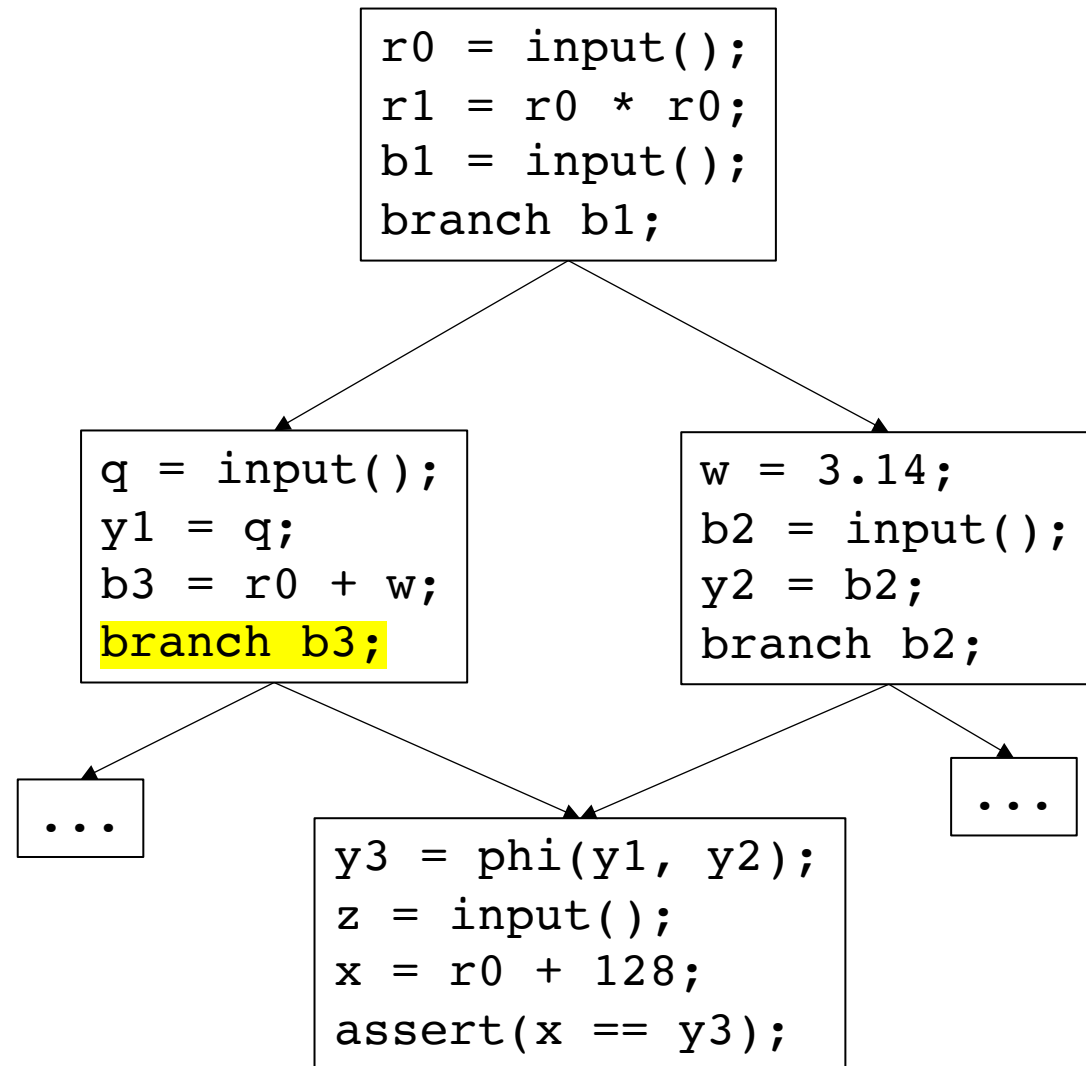 r0 = input();
r1 = r0 * r0;
b1 = input();
branch b1;
q = input();
y1 = q;
b3 = r0 + w;
branch b3;
w = 3.14;
b2 = input();
y2 = b2;
branch b2;
...
...
y3 = phi(y1, y2);
z = input();
x = r0 + 128;
assert(x == y3);